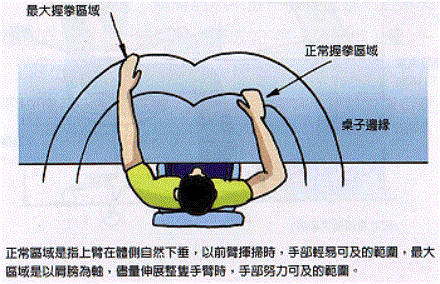 最大握拳區域
正常握拳區域
桌子邊緣
正常區域是指上臂在體側自然下垂，以前臂揮掃時，手部輕易可及的範圍，最大
區域是以肩膀為軸，儘量伸展整隻手臂時，手部努力可及的範圍。